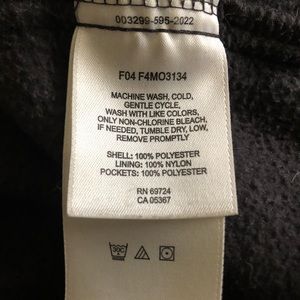 003299-595-2022
F04 F4MO3134
MACHINE WASH, COLD,
GENTLE CYCLE,
WASH WITH LIKE COLORS,
ONLY NON-CHLORINE BLEACH,
IF NEEDED, TUMBLE DRY, LOW,
REMOVE PROMPTLY
SHELL: 100% POLYESTER
LINING: 100% NYLON
POCKETS: 100% POLYESTER
RN 69724
CA 05367
30C